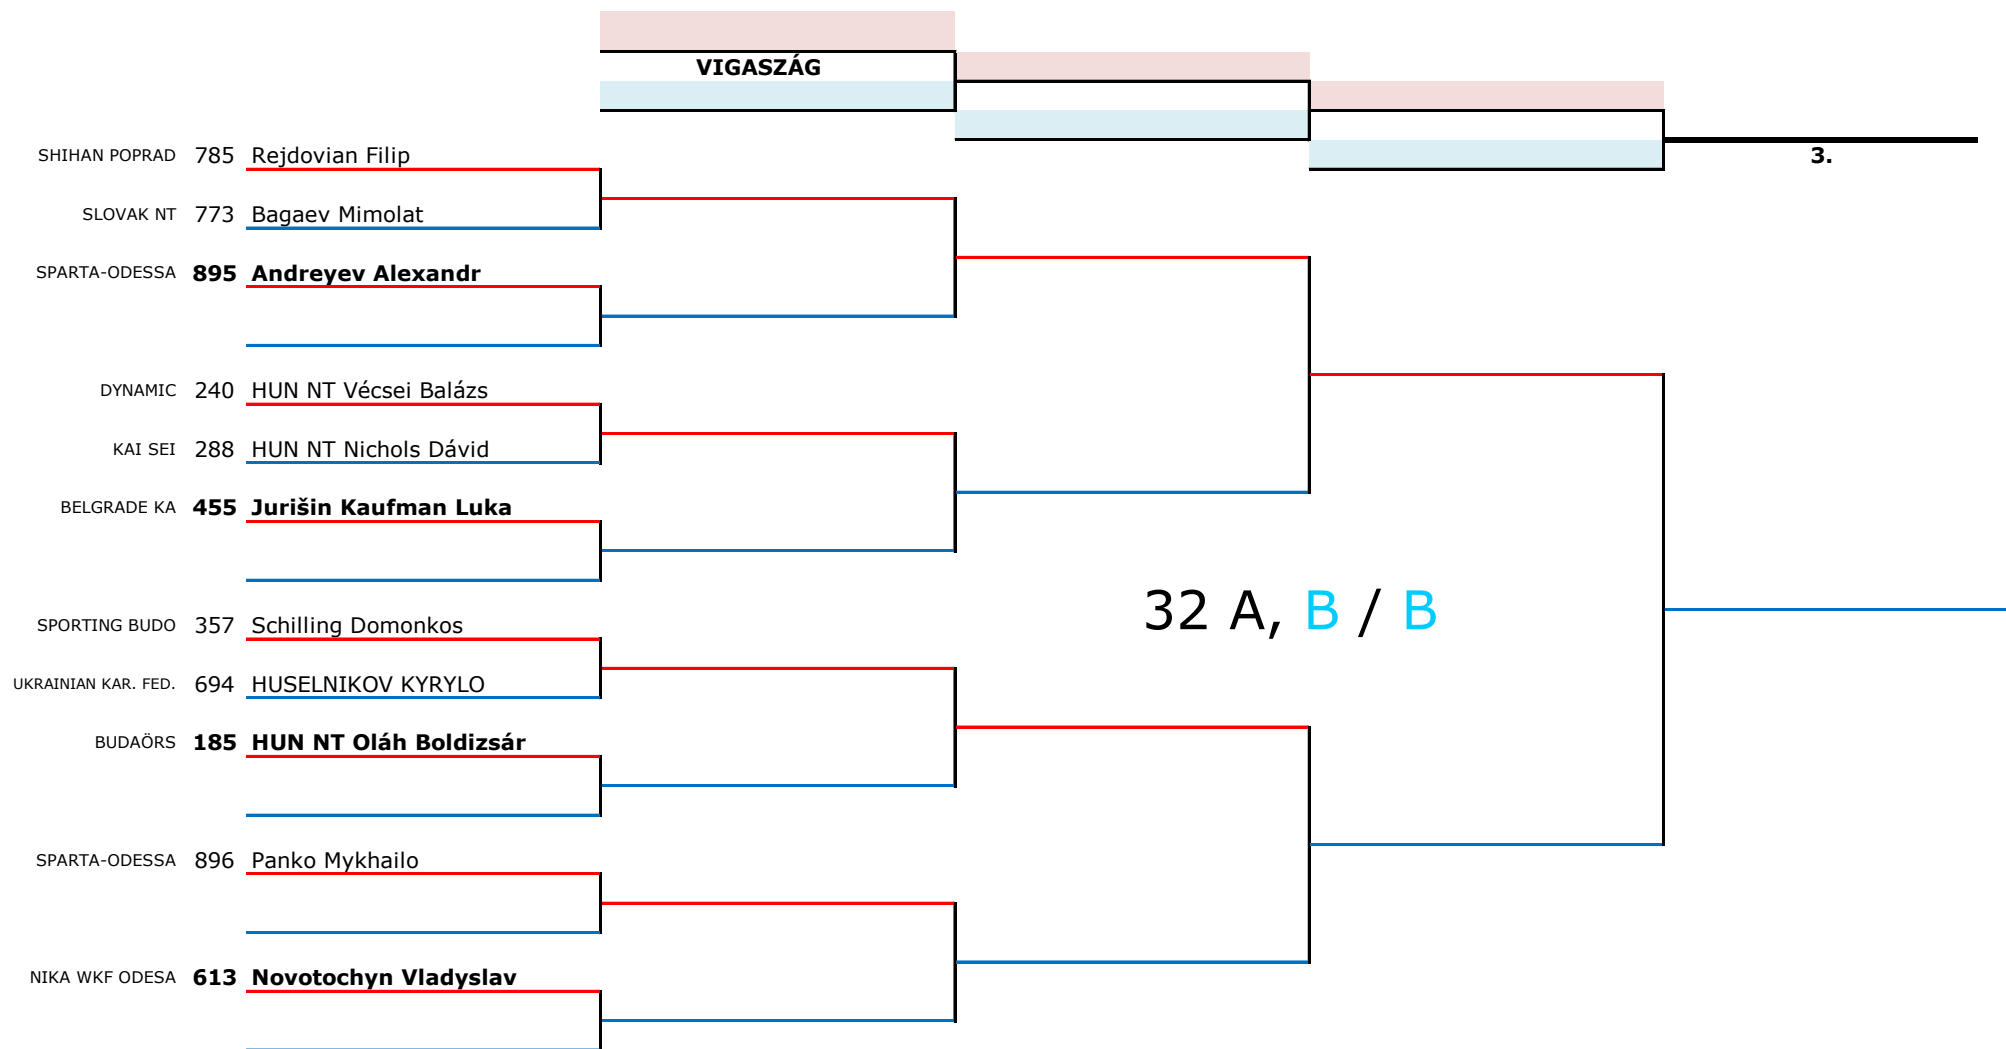 VIGASZÁG
3.
SHIHAN POPRAD 785 Rejdovian Filip
SLOVAK NT 773 Bagaev Mimolat
SPARTA-ODESSA 895 Andreyev Alexandr
DYNAMIC 240 HUN NT Vécsei Balázs
KAI SEI 288 HUN NT Nichols Dávid
BELGRADE KA 455 Jurišin Kaufman Luka
32 A, B / B
SPORTING BUDO 357 Schilling Domonkos
UKRAINIAN KAR. FED. 694 HUSELNIKOV KYRYLO
BUDAÖRS 185 HUN NT Oláh Boldizsár
SPARTA-ODESSA 896 Panko Mykhailo
NIKA WKF ODESA 613 Novotochyn Vladyslav